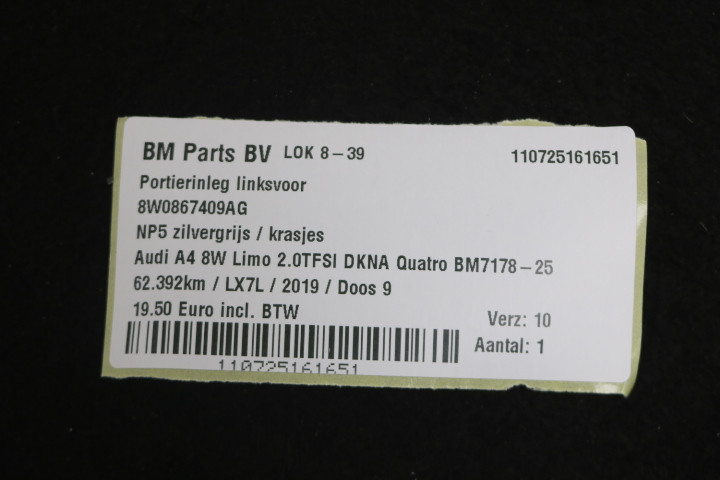 BM Parts BV LOK 8-39 110725161651
Portierinleg linksvoor
8W0867409AG
NP5 zilvergrijs / krasjes
Audi A4 8W Limo 2.0TFSI DKNA Quatro BM7178-25
62.392km / LX7L / 2019 / Doos 9
19.50 Euro incl. BTW
Verz: 10
Aantal: 1
110725161651